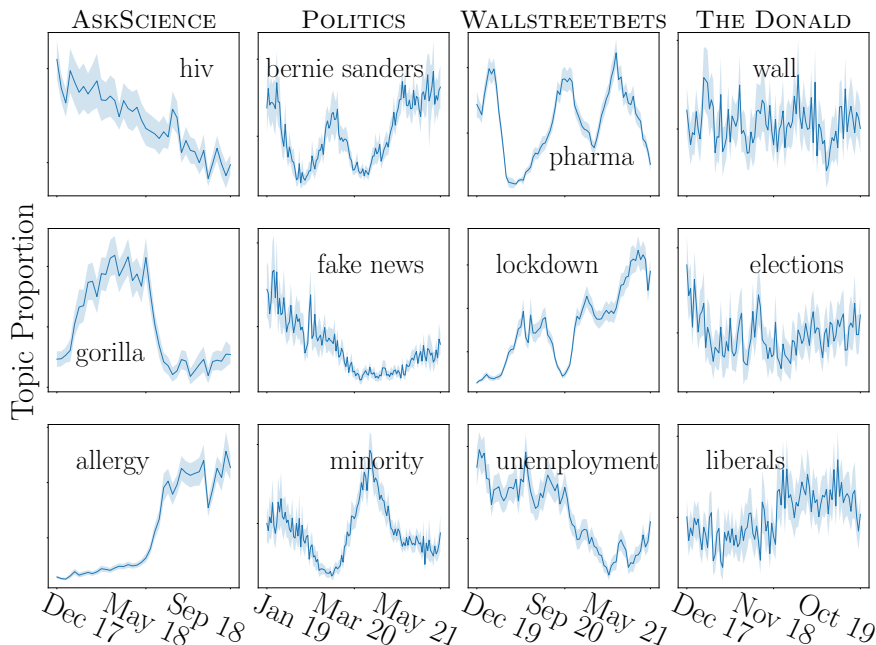 ASKSCIENCE POLITICS WALLSTREETBETS THE DONALD
hiv
bernie sanders
pharma
wall
Topic Proportion
gorilla
fake news
lockdown
elections
allergy
minority
unemployment
liberals
Dec 17 May 18 Sep 18
Jan 19 Mar 20 May 21
Dec 19 Sep 20 May 21
Dec 17 Nov 18 Oct 19